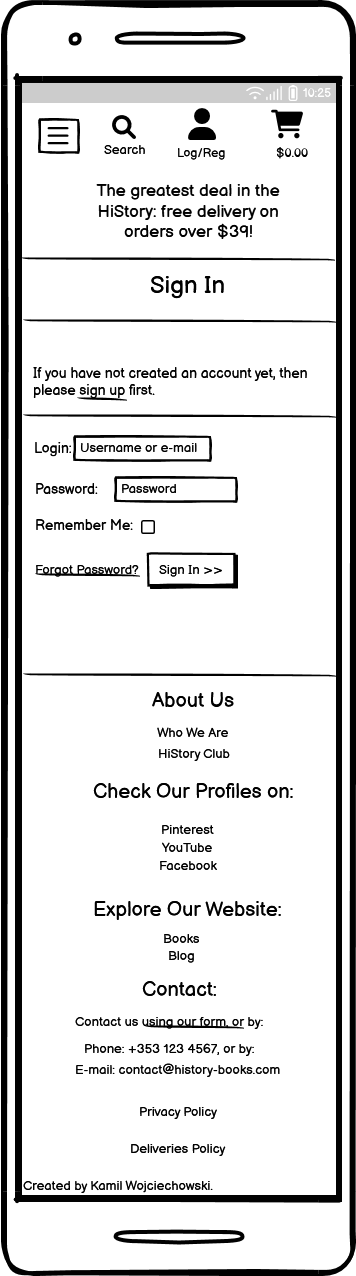 10:25
Search
Log/Reg
$0.00
The greatest deal in the
HiStory: free delivery on
orders over $39!
Sign In
If you have not created an account yet, then
please sign up first.
Login: Username or e-mail
Password: Password
Remember Me:
Forgot Password? Sign In >>
About Us
Who We Are
HiStory Club
Check Our Profiles on:
Pinterest
YouTube
Facebook
Explore Our Website:
Books
Blog
Contact:
Contact us using our form, or by:
Phone: +353 123 4567, or by:
E-mail: contact@history-books.com
Privacy Policy
Deliveries Policy
Created by Kamil Wojciechowski.